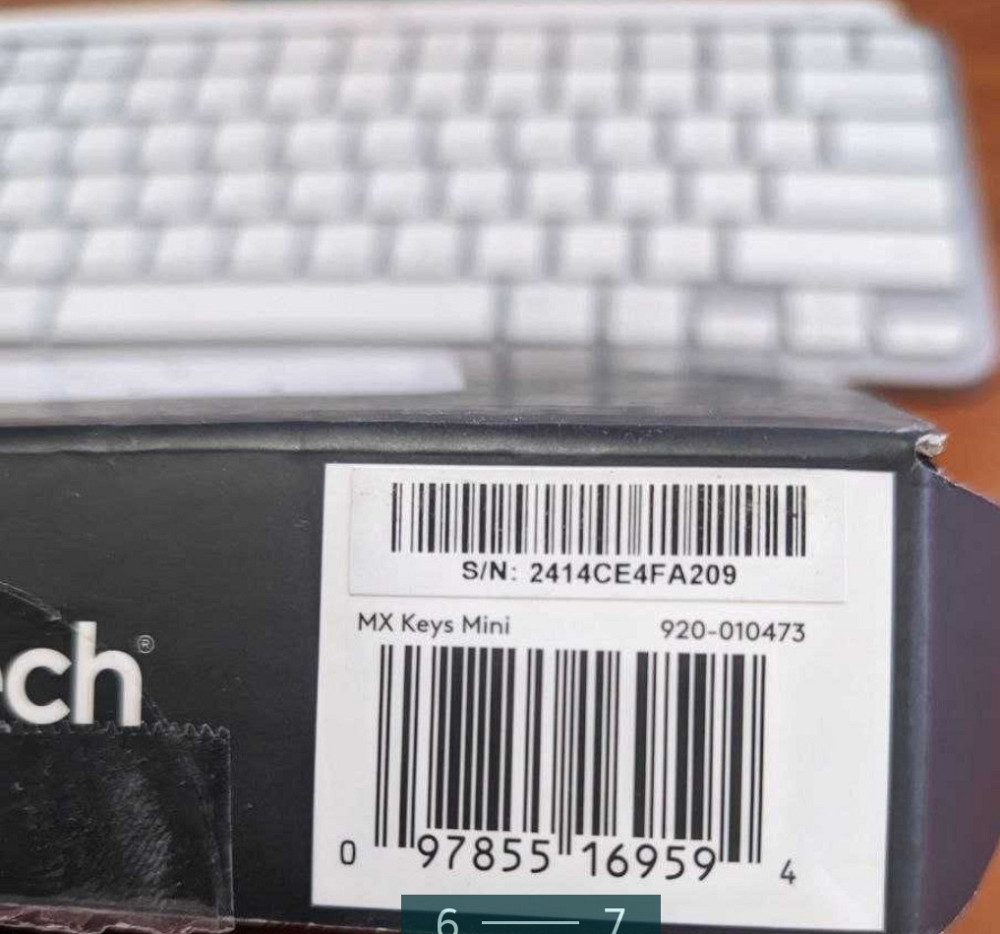 S/N: 2414CE4FA209
MX Keys Mini 920-010473
ech®
0 97855 16959 4
6 — 7